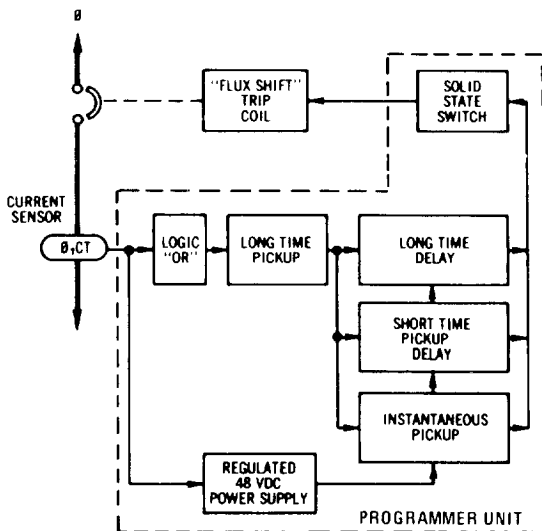 Ø
"FLUX SHIFT"
TRIP
COIL
SOLID
STATE
SWITCH
CURRENT
SENSOR
Ø,CT
LOGIC
"OR"
LONG TIME
PICKUP
LONG TIME
DELAY
SHORT TIME
PICKUP
DELAY
INSTANTANEOUS
PICKUP
REGULATED
48 VDC
POWER SUPPLY
PROGRAMMER UNIT